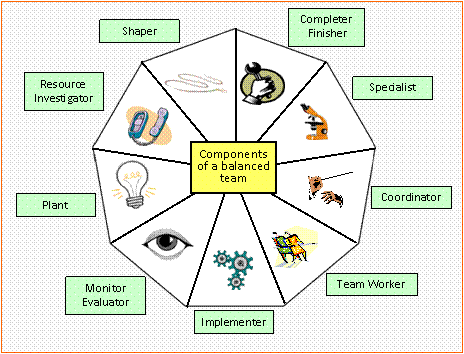 Shaper
Completer
Finisher
Resource
Investigator
Specialist
Components
of a balanced
team
Plant
Coordinator
Monitor
Evaluator
Team Worker
Implementer